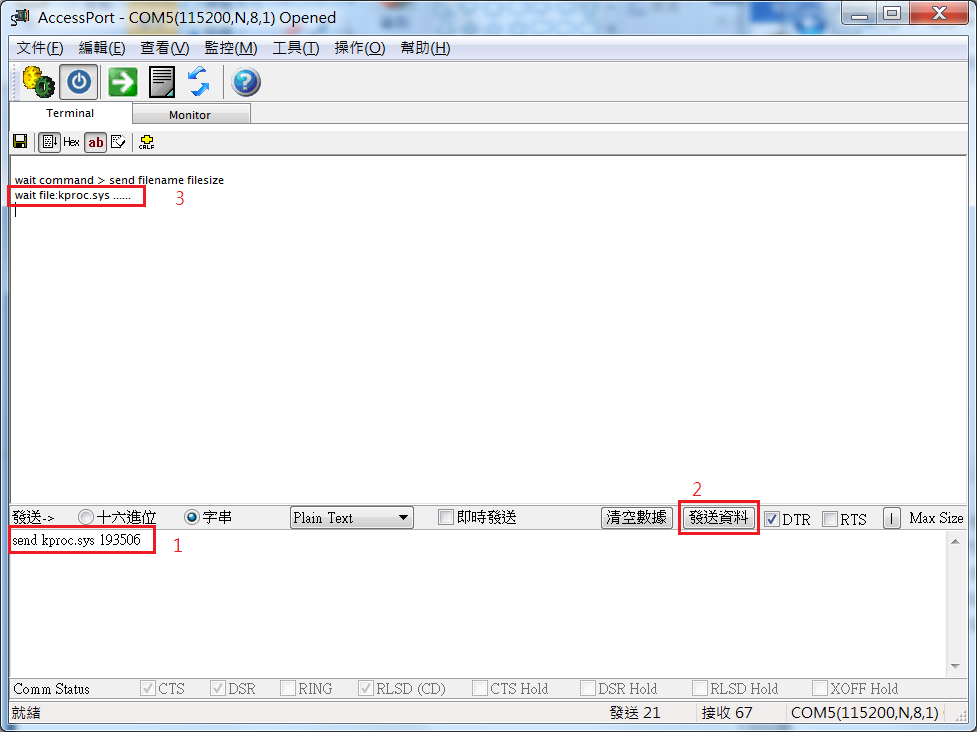 AccessPort - COM5(115200,N,8,1) Opened
文件(F) 編輯(E) 查看(V) 監控(M) 工具(T) 操作(O) 幫助(H)
Terminal Monitor
Hex ab CRLF
wait command > send filename filesize
wait file:kproc.sys ......
3
2
發送-> 十六進位 字串 Plain Text 即時發送 清空數據 發送資料 DTR RTS I Max Size
send kproc.sys 193506
1
Comm Status CTS DSR RING RLSD (CD) CTS Hold DSR Hold RLSD Hold XOFF Hold
就緒 發送 21 接收 67 COM5(115200,N,8,1)